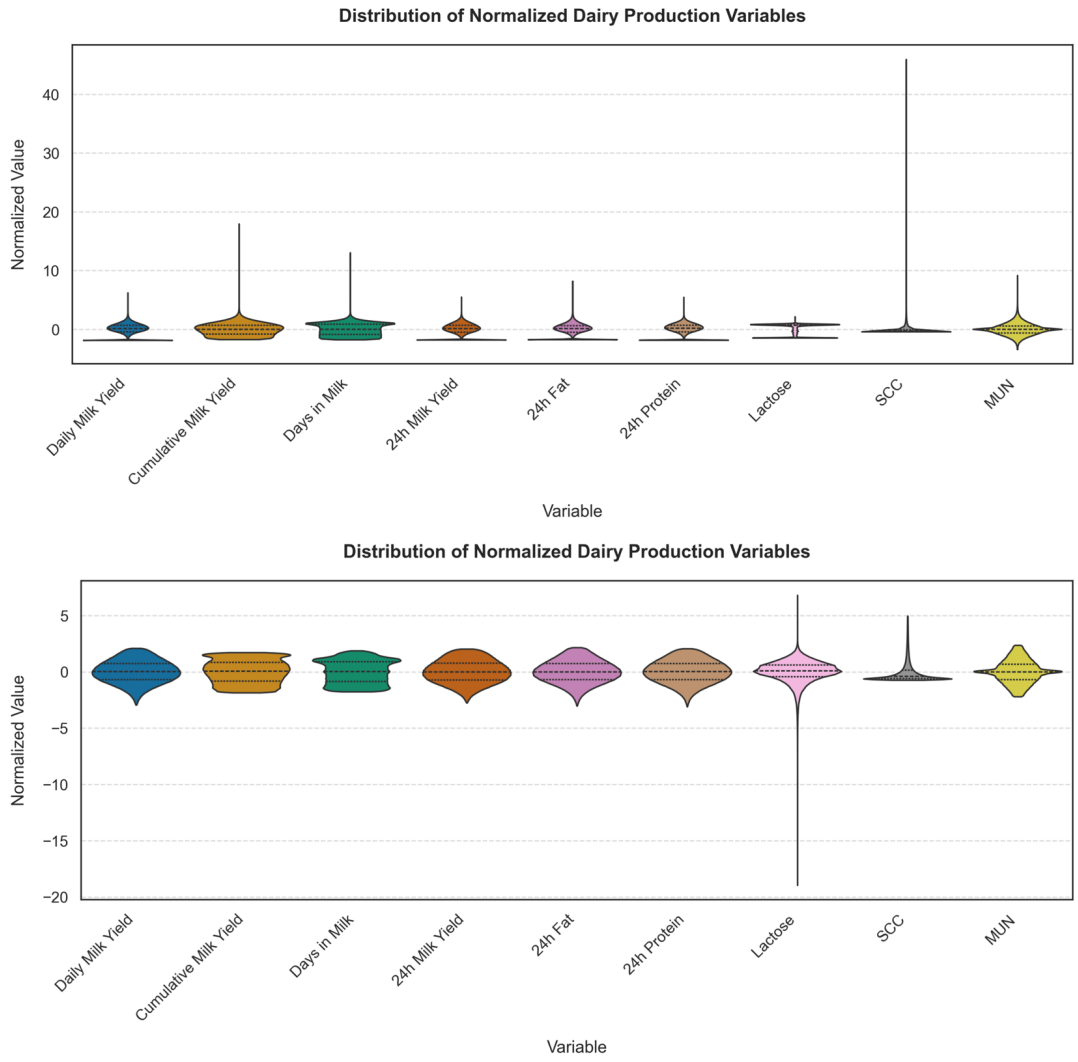 Distribution of Normalized Dairy Production Variables
Normalized Value
40
30
20
10
0
Daily Milk Yield
Cumulative Milk Yield
Days in Milk
24h Milk Yield
24h Fat
24h Protein
Lactose
SCC
MUN
Variable
Distribution of Normalized Dairy Production Variables
Normalized Value
5
0
−5
−10
−15
−20
Daily Milk Yield
Cumulative Milk Yield
Days in Milk
24h Milk Yield
24h Fat
24h Protein
Lactose
SCC
MUN
Variable